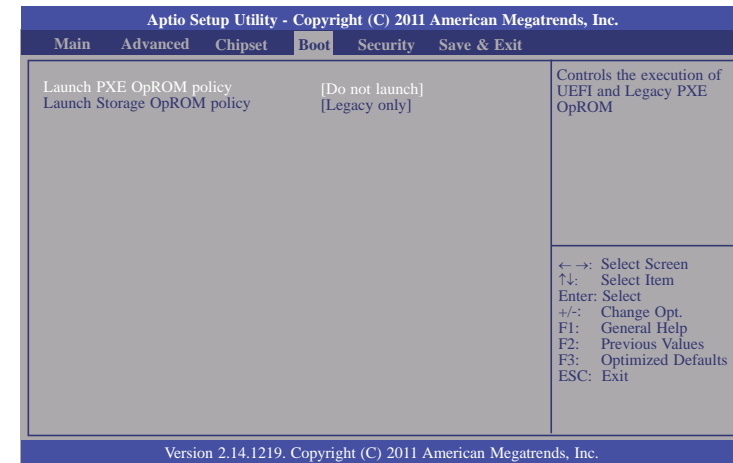 Aptio Setup Utility - Copyright (C) 2011 American Megatrends, Inc.
Main Advanced Chipset Boot Security Save & Exit
Launch PXE OpROM policy [Do not launch]
Launch Storage OpROM policy [Legacy only]
Controls the execution of
UEFI and Legacy PXE
OpROM
←→: Select Screen
↑↓: Select Item
Enter: Select
+/-: Change Opt.
F1: General Help
F2: Previous Values
F3: Optimized Defaults
ESC: Exit
Version 2.14.1219. Copyright (C) 2011 American Megatrends, Inc.